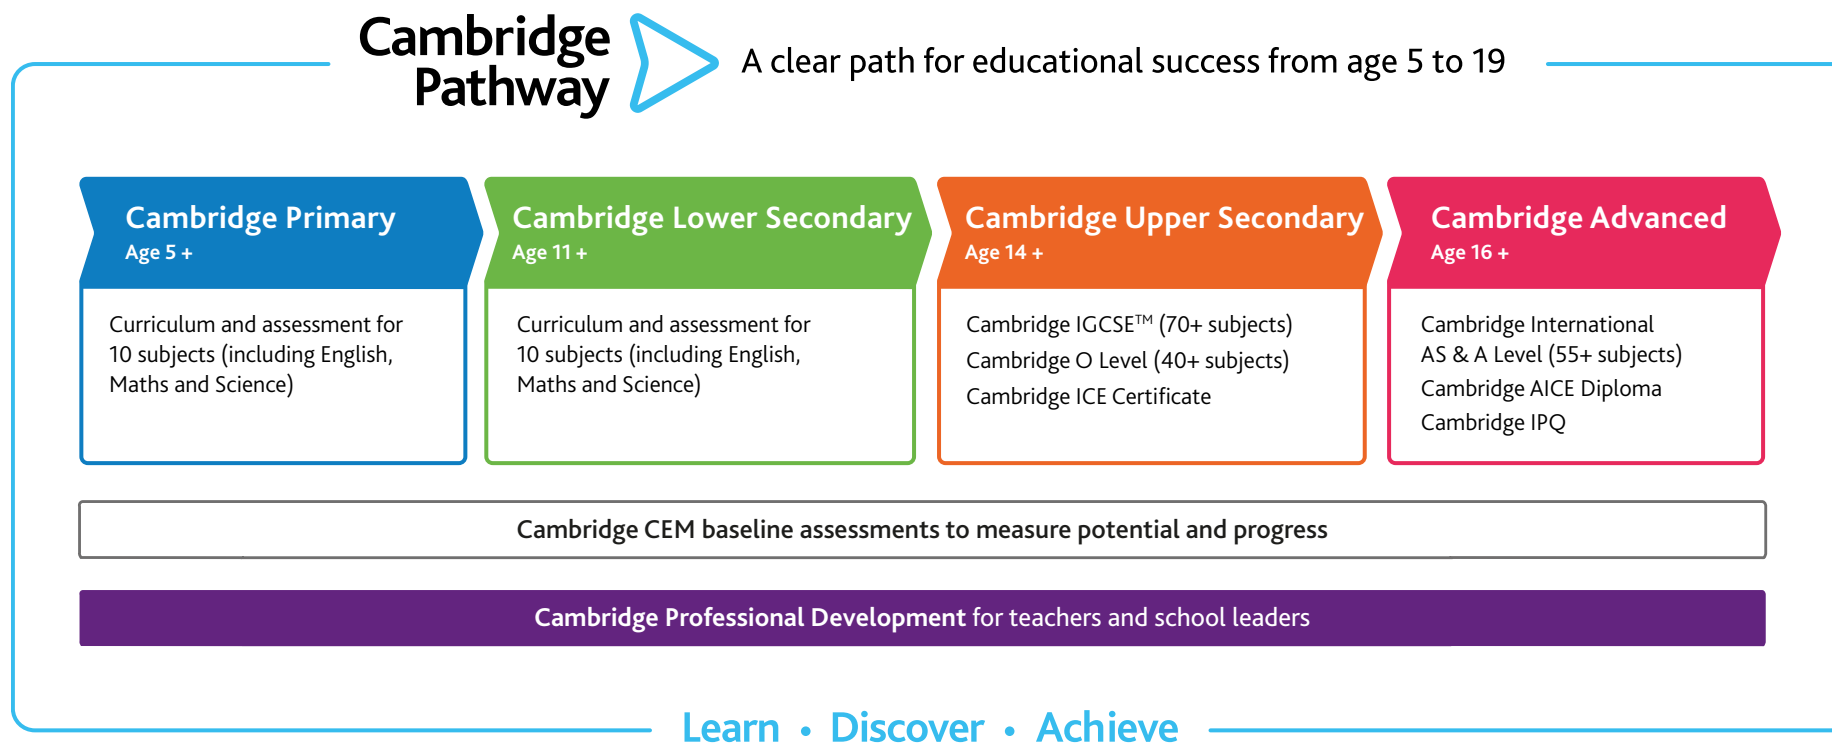 Cambridge
Pathway
A clear path for educational success from age 5 to 19
Cambridge Primary
Age 5 +
Curriculum and assessment for
10 subjects (including English,
Maths and Science)
Cambridge Lower Secondary
Age 11 +
Curriculum and assessment for
10 subjects (including English,
Maths and Science)
Cambridge Upper Secondary
Age 14 +
Cambridge IGCSE™ (70+ subjects)
Cambridge O Level (40+ subjects)
Cambridge ICE Certificate
Cambridge Advanced
Age 16 +
Cambridge International
AS & A Level (55+ subjects)
Cambridge AICE Diploma
Cambridge IPQ
Cambridge CEM baseline assessments to measure potential and progress
Cambridge Professional Development for teachers and school leaders
Learn • Discover • Achieve